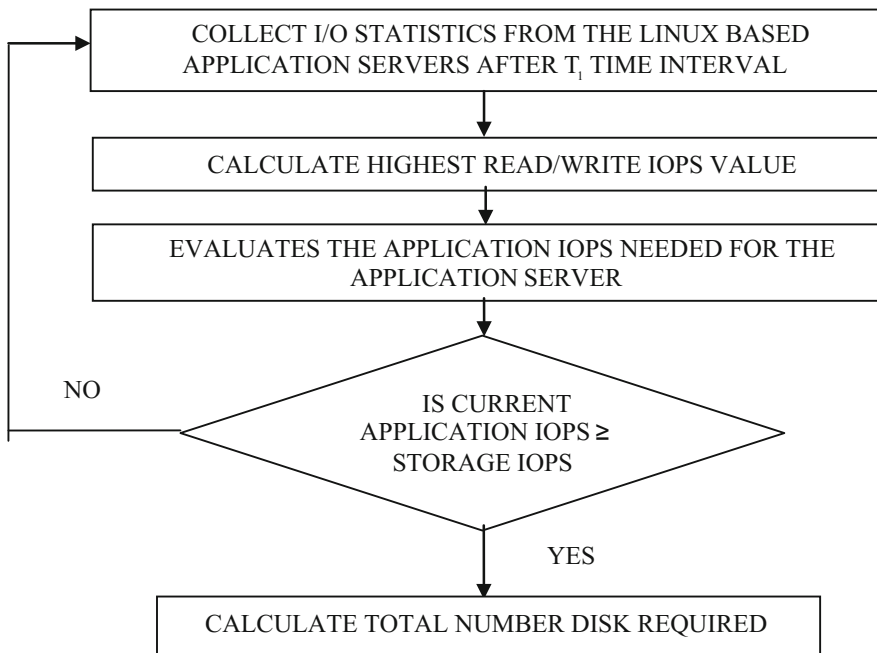 COLLECT I/O STATISTICS FROM THE LINUX BASED
APPLICATION SERVERS AFTER T₁ TIME INTERVAL
CALCULATE HIGHEST READ/WRITE IOPS VALUE
EVALUATES THE APPLICATION IOPS NEEDED FOR THE
APPLICATION SERVER
NO
IS CURRENT
APPLICATION IOPS ≥
STORAGE IOPS
YES
CALCULATE TOTAL NUMBER DISK REQUIRED